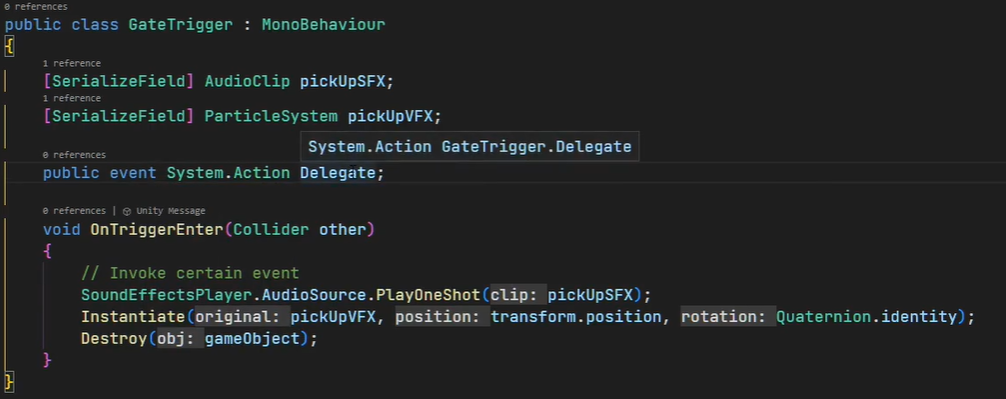 0 references
public class GateTrigger : MonoBehaviour
{
1 reference
[SerializeField] AudioClip pickUpSFX;
1 reference
[SerializeField] ParticleSystem pickUpVFX;
System.Action GateTrigger.Delegate
0 references
public event System.Action Delegate;
0 references | Unity Message
void OnTriggerEnter(Collider other)
{
// Invoke certain event
SoundEffectsPlayer.AudioSource.PlayOneShot(clip: pickUpSFX);
Instantiate(original: pickUpVFX, position: transform.position, rotation: Quaternion.identity);
Destroy(obj: gameObject);
}
}